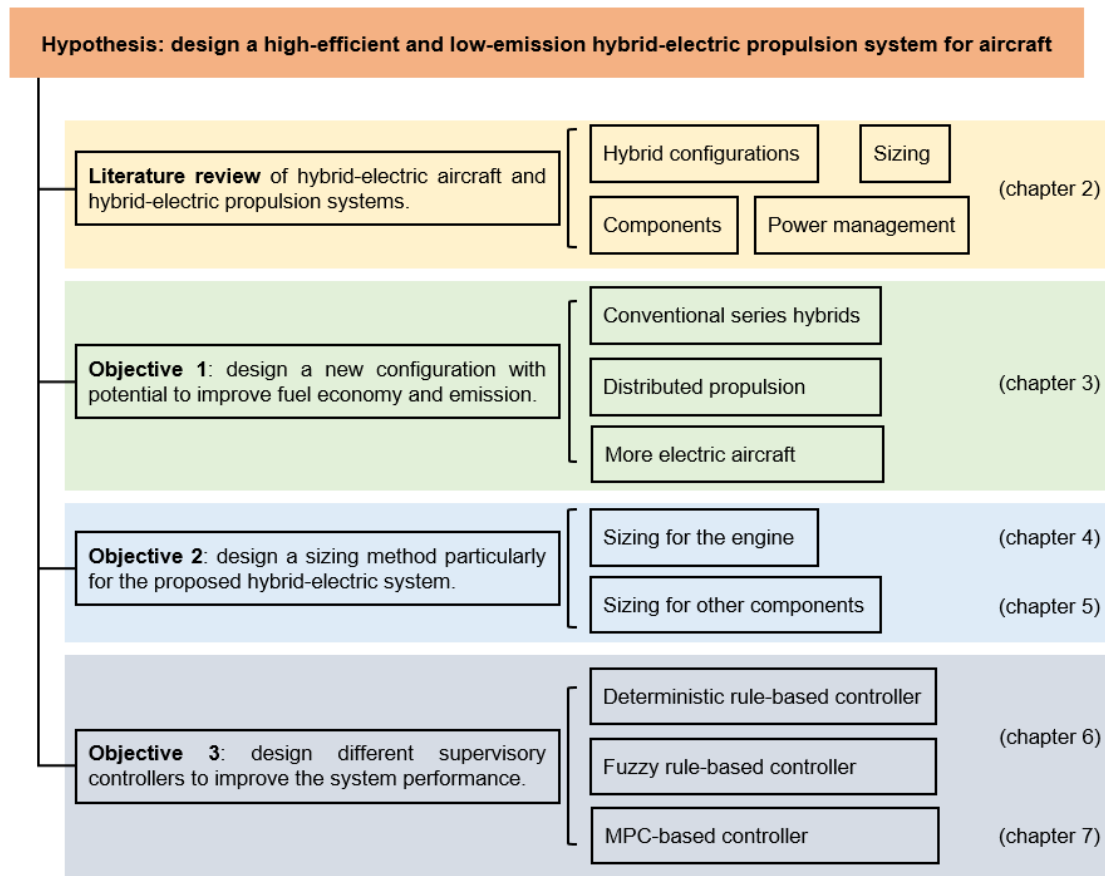 Hypothesis: design a high-efficient and low-emission hybrid-electric propulsion system for aircraft
Literature review of hybrid-electric aircraft and
hybrid-electric propulsion systems.
Hybrid configurations
Sizing
Components
Power management
(chapter 2)
Objective 1: design a new configuration with
potential to improve fuel economy and emission.
Conventional series hybrids
Distributed propulsion
More electric aircraft
(chapter 3)
Objective 2: design a sizing method particularly
for the proposed hybrid-electric system.
Sizing for the engine
(chapter 4)
Sizing for other components
(chapter 5)
Objective 3: design different supervisory
controllers to improve the system performance.
Deterministic rule-based controller
Fuzzy rule-based controller
(chapter 6)
MPC-based controller
(chapter 7)